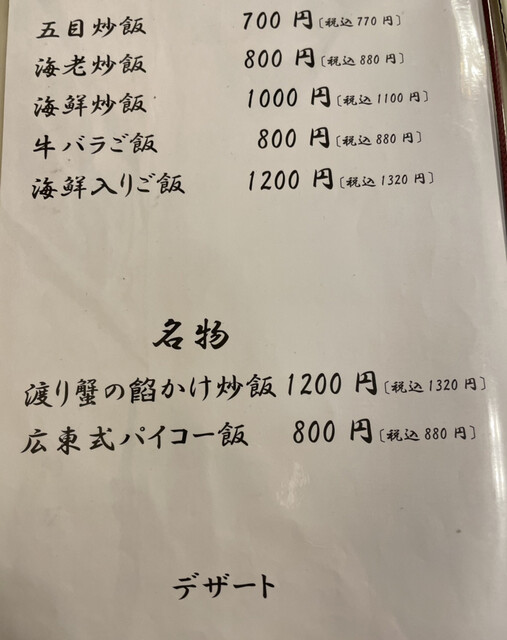 五目炒飯 700円〔税込770円〕
海老炒飯 800円〔税込880円〕
海鮮炒飯 1000円〔税込1100円〕
牛バラご飯 800円〔税込880円〕
海鮮入りご飯 1200円〔税込1320円〕
名物
渡り蟹の餡かけ炒飯 1200円〔税込1320円〕
広東式パイコー飯 800円〔税込880円〕
デザート